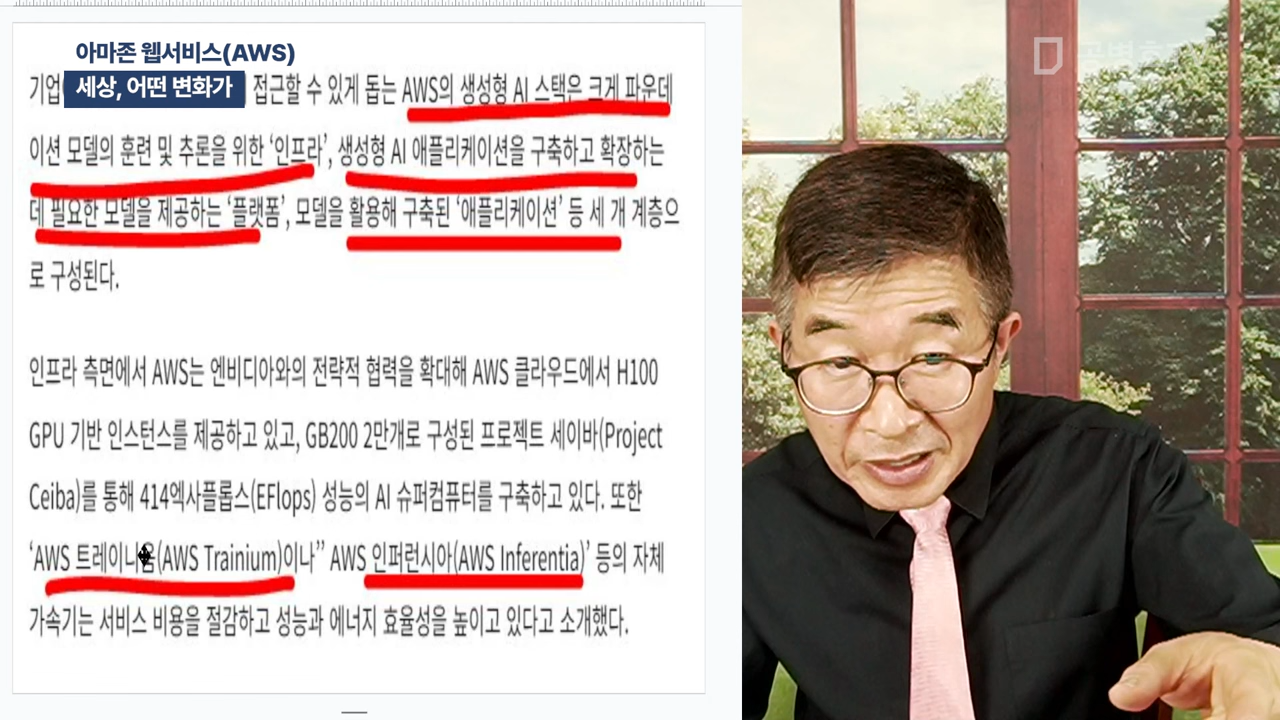 아마존 웹서비스(AWS)
세상, 어떤 변화가
기업 접근할 수 있게 돕는 AWS의 생성형 AI 스택은 크게 파운데
이션 모델의 훈련 및 추론을 위한 ‘인프라’, 생성형 AI 애플리케이션을 구축하고 확장하는
데 필요한 모델을 제공하는 ‘플랫폼’, 모델을 활용해 구축된 ‘애플리케이션’ 등 세 개 계층으
로 구성된다.
인프라 측면에서 AWS는 엔비디아와의 전략적 협력을 확대해 AWS 클라우드에서 H100
GPU 기반 인스턴스를 제공하고 있고, GB200 2만개로 구성된 프로젝트 세이바(Project
Ceiba)를 통해 414엑사플롭스(EFlops) 성능의 AI 슈퍼컴퓨터를 구축하고 있다. 또한
‘AWS 트레이니움(AWS Trainium)이나” AWS 인퍼런시아(AWS Inferentia)’ 등의 자체
가속기는 서비스 비용을 절감하고 성능과 에너지 효율성을 높이고 있다고 소개했다.